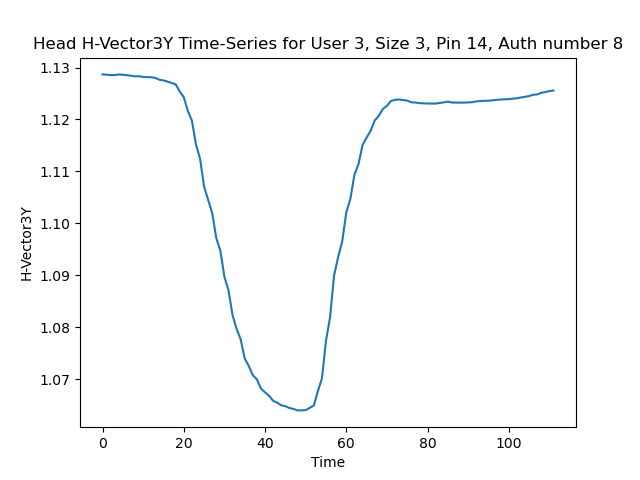 Head H-Vector3Y Time-Series for User 3, Size 3, Pin 14, Auth number 8
1.13
1.12
1.11
1.10
1.09
1.08
1.07
H-Vector3Y
0 20 40 60 80 100
Time